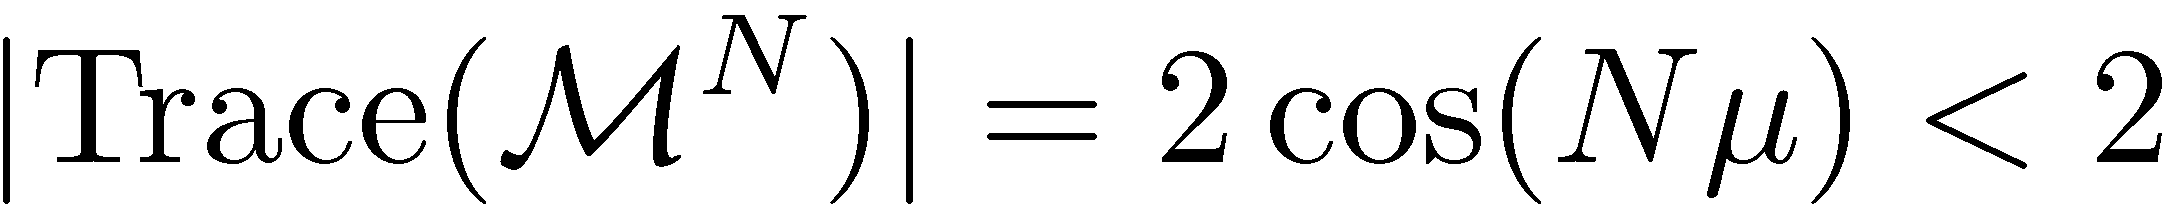 |Trace(ℳ^N)| = 2 cos(Nμ) < 2